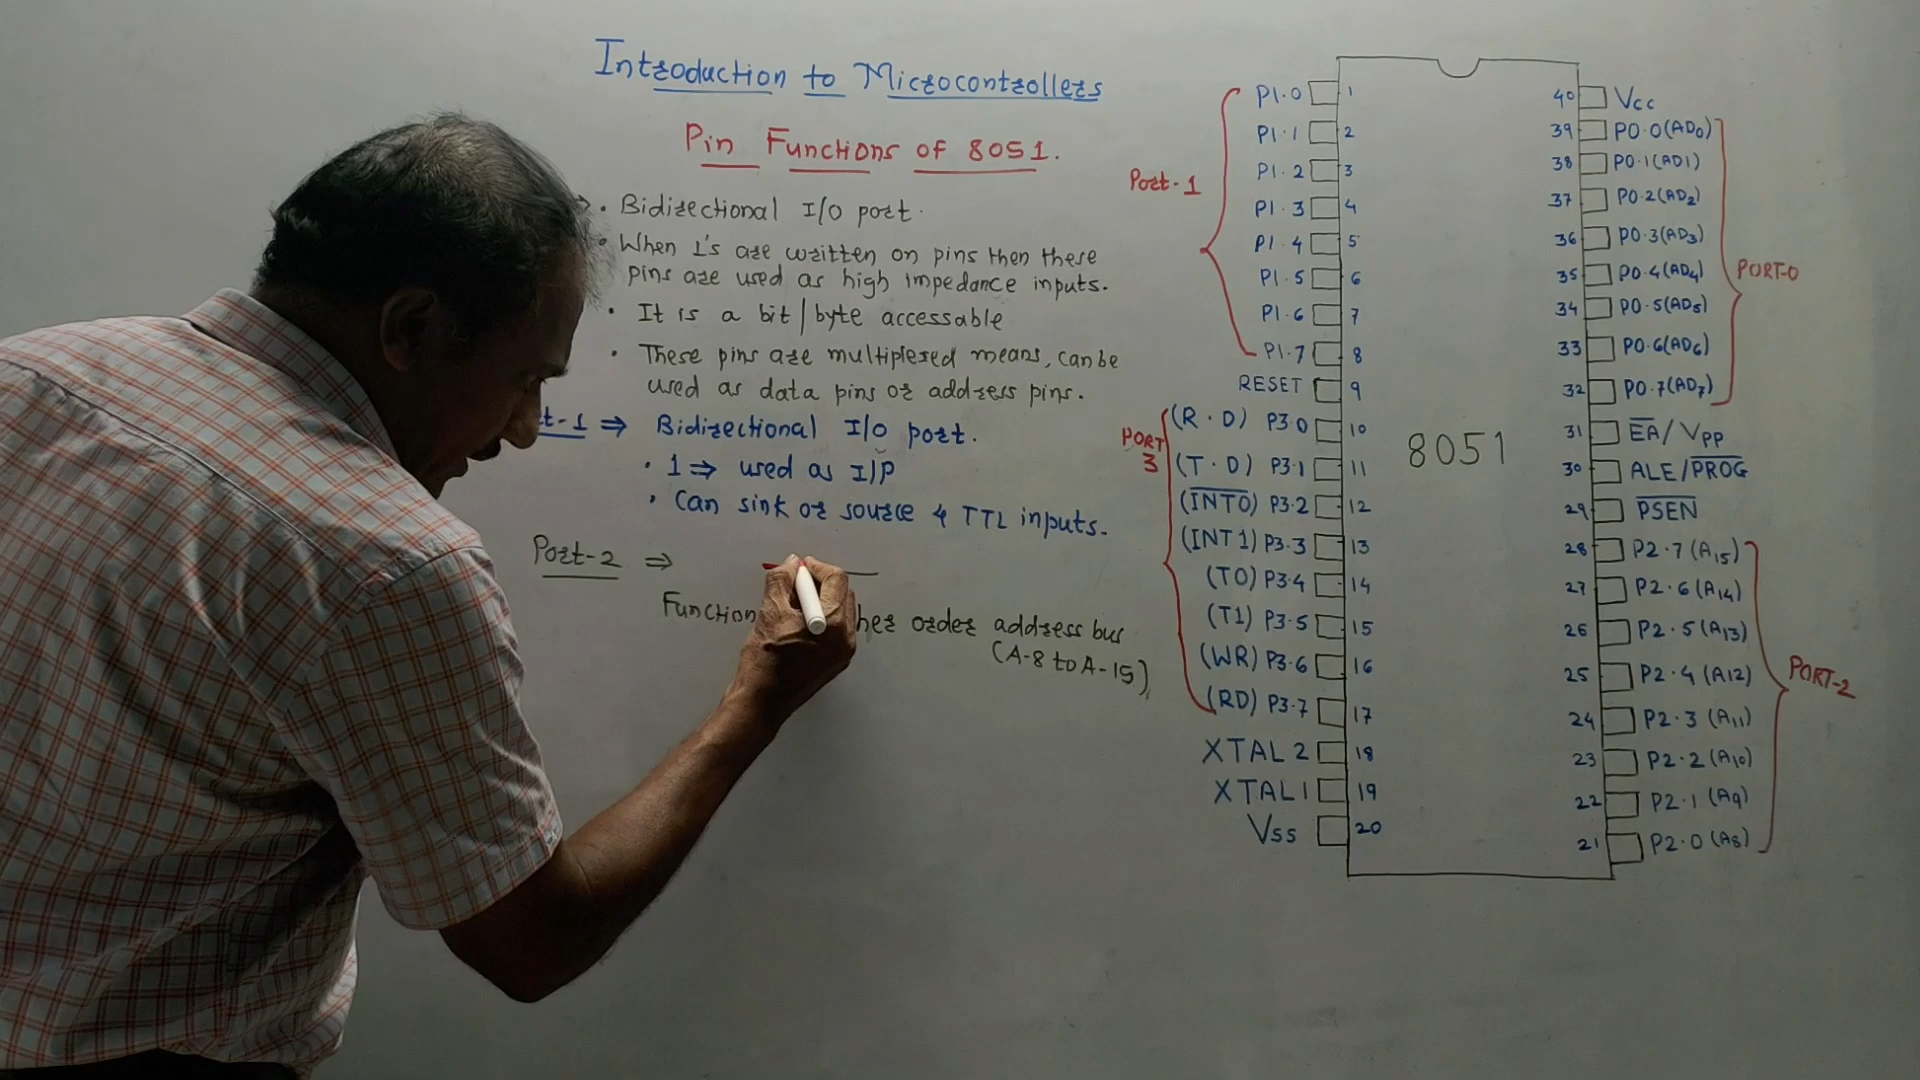 Introduction to Microcontrollers
Pin Functions of 8051.
• Bidirectional I/O port.
• When 1's are written on pins then these
pins are used as high impedance inputs.
• It is a bit/byte accessable
• These pins are multiplexed means, can be
used as data pins or address pins.
t-1 ⇒ Bidirectional I/O port.
• 1 ⇒ used as I/P
• Can sink or source 4 TTL inputs.
Port-2 ⇒
Function her order address bus
(A-8 to A-15)
Port-1
P1.0 1
P1.1 2
P1.2 3
P1.3 4
P1.4 5
P1.5 6
P1.6 7
P1.7 8
RESET 9
PORT
3
(R.D) P3.0 10
(T.D) P3.1 11
(I̅N̅T̅0̅) P3.2 12
(INT1) P3.3 13
(T0) P3.4 14
(T1) P3.5 15
(WR) P3.6 16
(RD) P3.7 17
XTAL2 18
XTAL1 19
Vss 20
8051
40 Vcc
39 P0.0(AD0)
38 P0.1(AD1)
37 P0.2(AD2)
36 P0.3(AD3)
35 P0.4(AD4)
34 P0.5(AD5)
33 P0.6(AD6)
32 P0.7(AD7)
PORT-0
31 E̅A̅/VPP
30 ALE/P̅R̅O̅G̅
29 P̅S̅E̅N̅
28 P2.7(A15)
27 P2.6(A14)
26 P2.5(A13)
25 P2.4(A12)
24 P2.3(A11)
23 P2.2(A10)
22 P2.1(A9)
21 P2.0(A8)
PORT-2